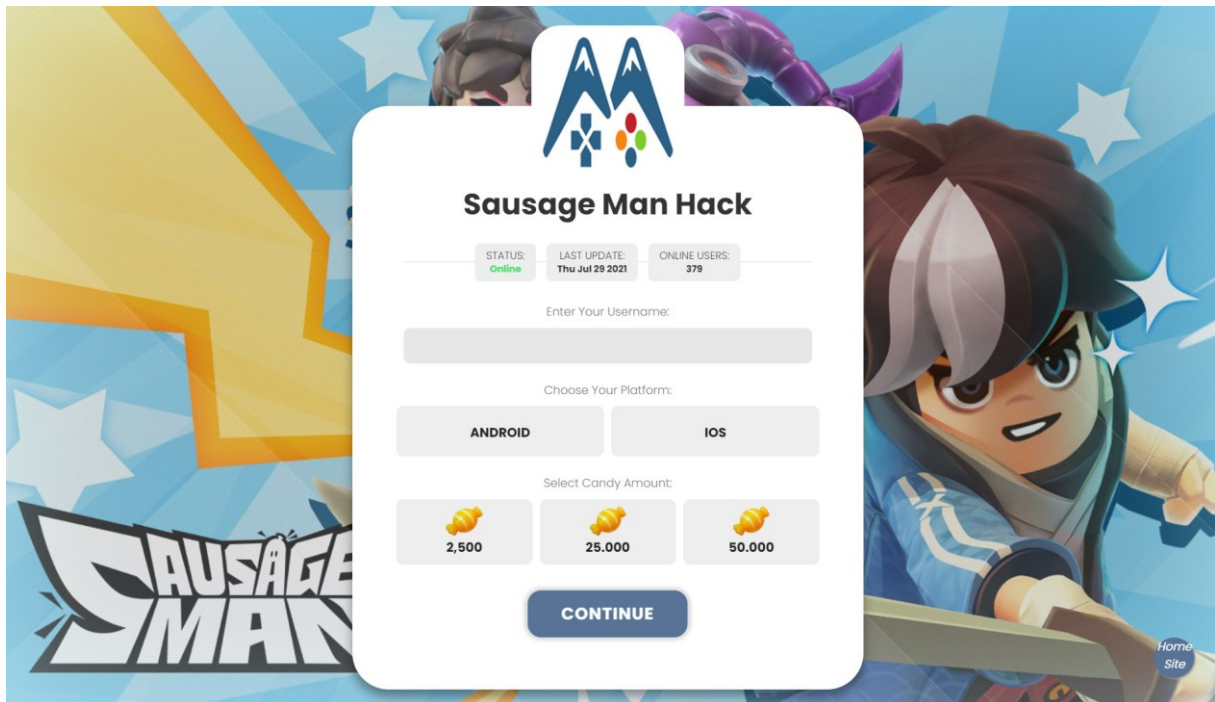 Sausage Man Hack
STATUS:
Online
LAST UPDATE:
Thu Jul 29 2021
ONLINE USERS:
379
Enter Your Username:
Choose Your Platform:
ANDROID
IOS
Select Candy Amount:
2,500
25.000
50.000
CONTINUE
SAUSAGE
MAN
Home
Site